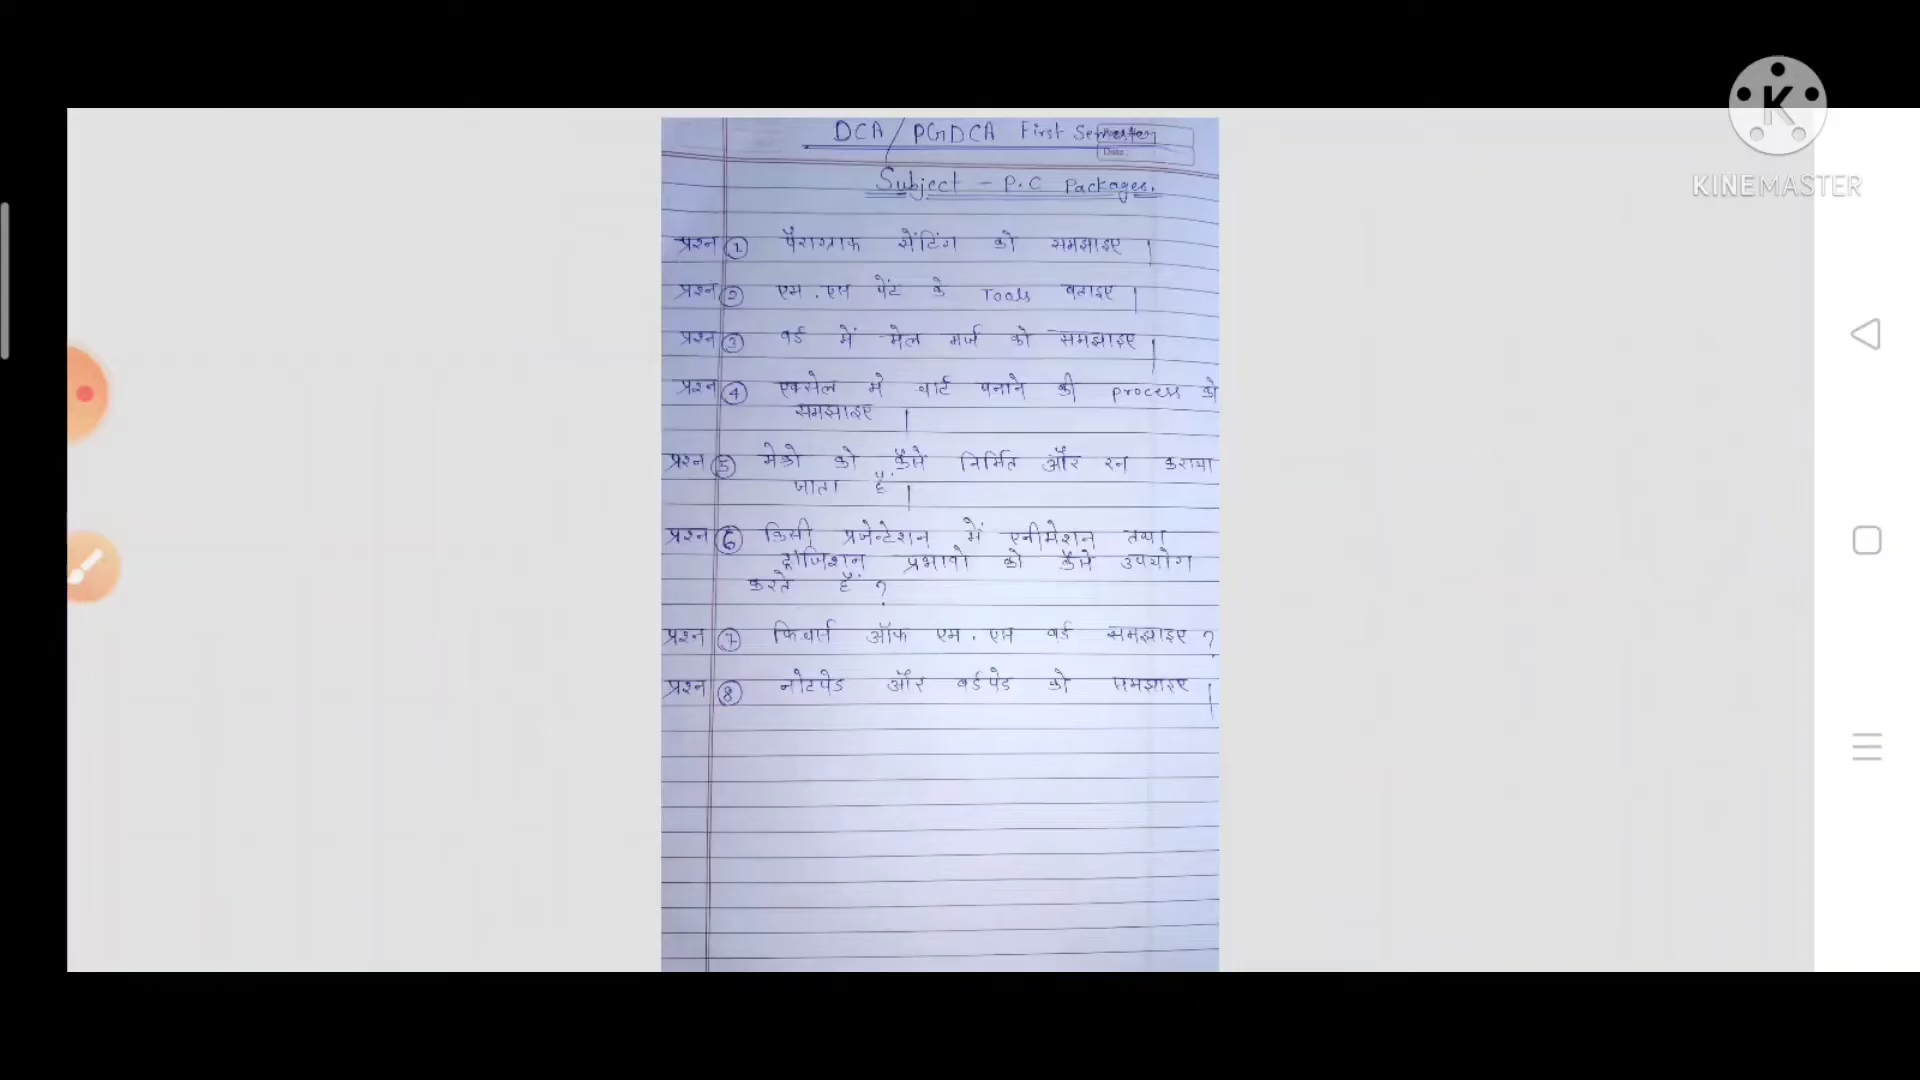 DCA / PGDCA First Semester
Date:
Subject - P.C Packages.
प्रश्न 1 पैराग्राफ सेंटिंग को समझाइए |
प्रश्न 2 एम.एस पेंट के Tools बताइए |
प्रश्न 3 वर्ड में मेल मर्ज को समझाइए |
प्रश्न 4 एक्सेल मे चार्ट बनाने की process को
समझाइए |
प्रश्न 5 मेक्रो को कैसे निर्मित और रन कराया
जाता है |
प्रश्न 6 किसी प्रजेन्टेशन में एनीमेशन तथा
ट्रांजिशन प्रभावो को कैसे उपयोग
करते हैं ?
प्रश्न 7 फिचर्स ऑफ एम.एस वर्ड समझाइए ?
प्रश्न 8 नोटपेड और वर्डपेड को समझाइए |
K
KINEMASTER